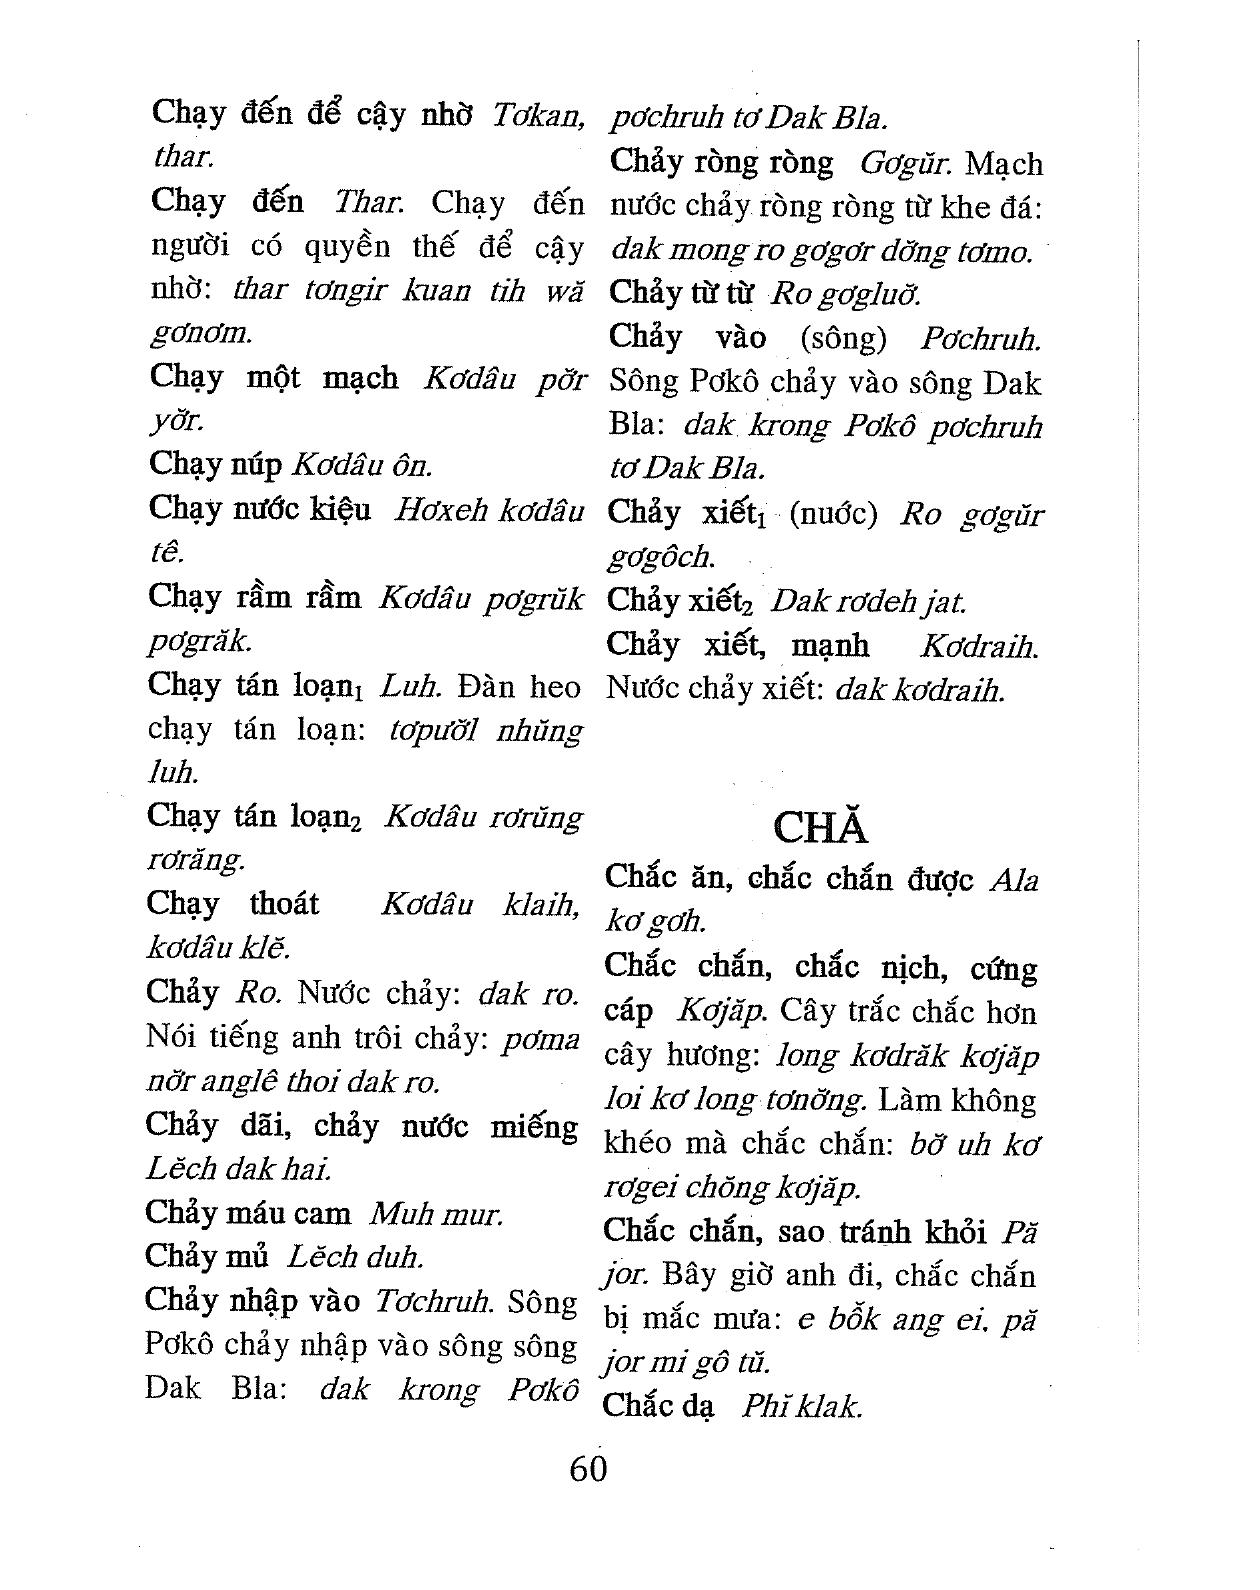 Chạy đến để cậy nhờ Tơkan,
thar.
Chạy đến Thar. Chạy đến
người có quyền thế để cậy
nhờ: thar tơngir kuan tih wă
gơnơm.
Chạy một mạch Kơdâu pơ̆r
yơ̆r.
Chạy núp Kơdâu ôn.
Chạy nước kiệu Hơxeh kơdâu
tê.
Chạy rầm rầm Kơdâu pơgrŭk
pơgrăk.
Chạy tán loạn₁ Luh. Đàn heo
chạy tán loạn: tơpươ̆l nhŭng
luh.
Chạy tán loạn₂ Kơdâu rơrŭng
rơrăng.
Chạy thoát Kơdâu klaih,
kơdâu klĕ.
Chảy Ro. Nước chảy: dak ro.
Nói tiếng anh trôi chảy: pơma
nơ̆r anglê thoi dak ro.
Chảy dãi, chảy nước miếng
Lĕch dak hai.
Chảy máu cam Muh mur.
Chảy mủ Lĕch duh.
Chảy nhập vào Tơchruh. Sông
Pơkô chảy nhập vào sông sông
Dak Bla: dak krong Pơkô
pơchruh tơ Dak Bla.
Chảy ròng ròng Gơgŭr. Mạch
nước chảy ròng ròng từ khe đá:
dak mong ro gơgơr dơ̆ng tơmo.
Chảy từ từ Ro gơgluơ̆.
Chảy vào (sông) Pơchruh.
Sông Pơkô chảy vào sông Dak
Bla: dak krong Pơkô pơchruh
tơ Dak Bla.
Chảy xiết₁ (nuớc) Ro gơgŭr
gơgôch.
Chảy xiết₂ Dak rơdeh jat.
Chảy xiết, mạnh Kơdraih.
Nước chảy xiết: dak kơdraih.
CHĂ
Chắc ăn, chắc chắn được Ala
kơ gơh.
Chắc chắn, chắc nịch, cứng
cáp Kơjăp. Cây trắc chắc hơn
cây hương: long kơdrăk kơjăp
loi kơ long tơnơ̆ng. Làm không
khéo mà chắc chắn: bơ̆ uh kơ
rơgei chŏng kơjăp.
Chắc chắn, sao tránh khỏi Pă
jor. Bây giờ anh đi, chắc chắn
bị mắc mưa: e bô̆k ang ei, pă
jor mi gô tŭ.
Chắc dạ Phĭ klak.
60